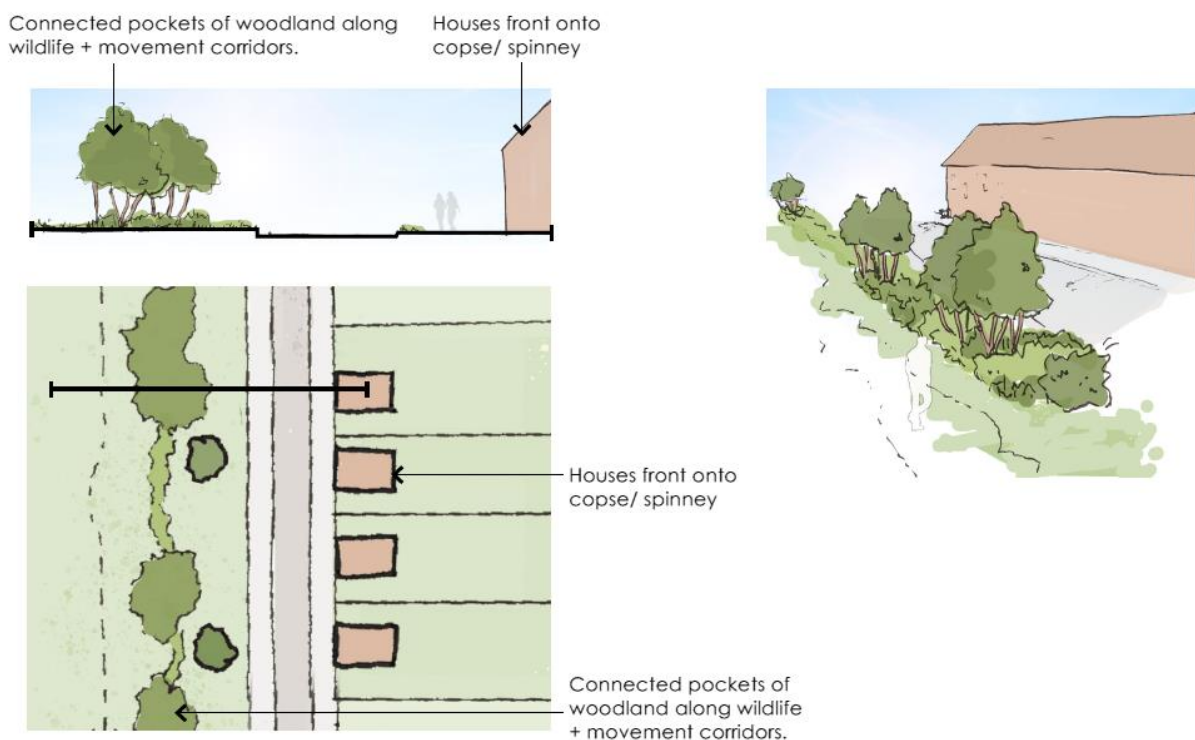 Connected pockets of woodland along
wildlife + movement corridors.
Houses front onto
copse/ spinney
Houses front onto
copse/ spinney
Connected pockets of
woodland along wildlife
+ movement corridors.